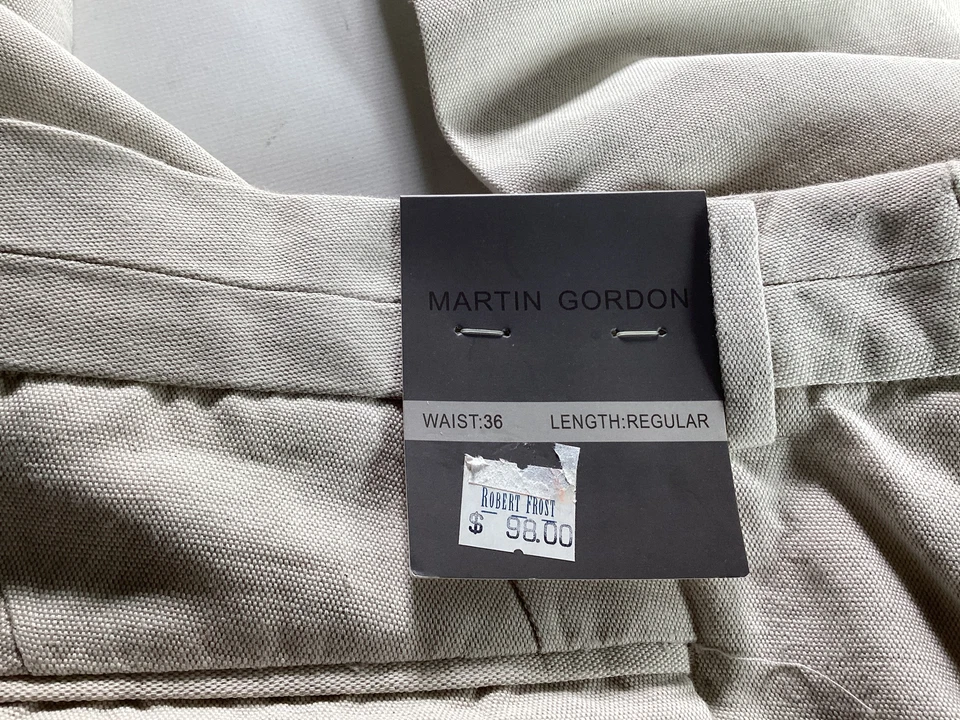 MARTIN GORDON
WAIST:36 LENGTH:REGULAR
ROBERT FROST
$ 98.00